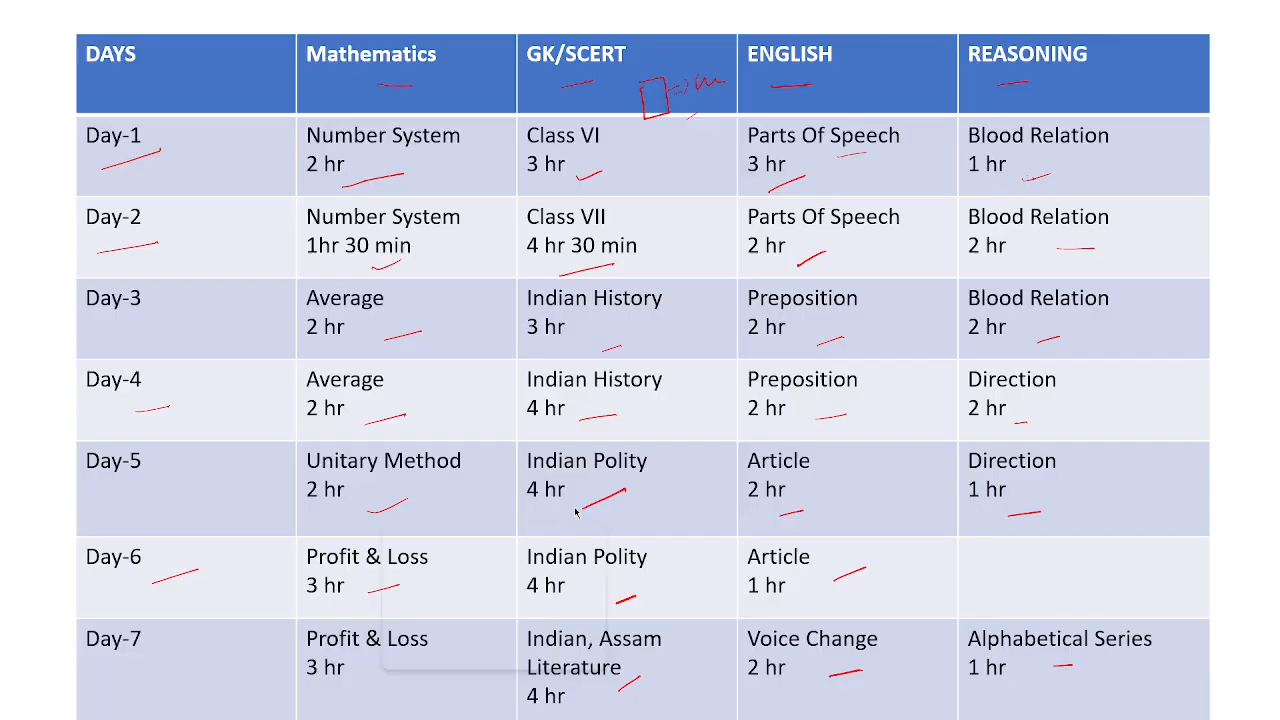 DAYS
Mathematics
GK/SCERT
ENGLISH
REASONING
Day-1
Number System
2 hr
Class VI
3 hr
Parts Of Speech
3 hr
Blood Relation
1 hr
Day-2
Number System
1hr 30 min
Class VII
4 hr 30 min
Parts Of Speech
2 hr
Blood Relation
2 hr
Day-3
Average
2 hr
Indian History
3 hr
Preposition
2 hr
Blood Relation
2 hr
Day-4
Average
2 hr
Indian History
4 hr
Preposition
2 hr
Direction
2 hr
Day-5
Unitary Method
2 hr
Indian Polity
4 hr
Article
2 hr
Direction
1 hr
Day-6
Profit & Loss
3 hr
Indian Polity
4 hr
Article
1 hr
Day-7
Profit & Loss
3 hr
Indian, Assam
Literature
4 hr
Voice Change
2 hr
Alphabetical Series
1 hr